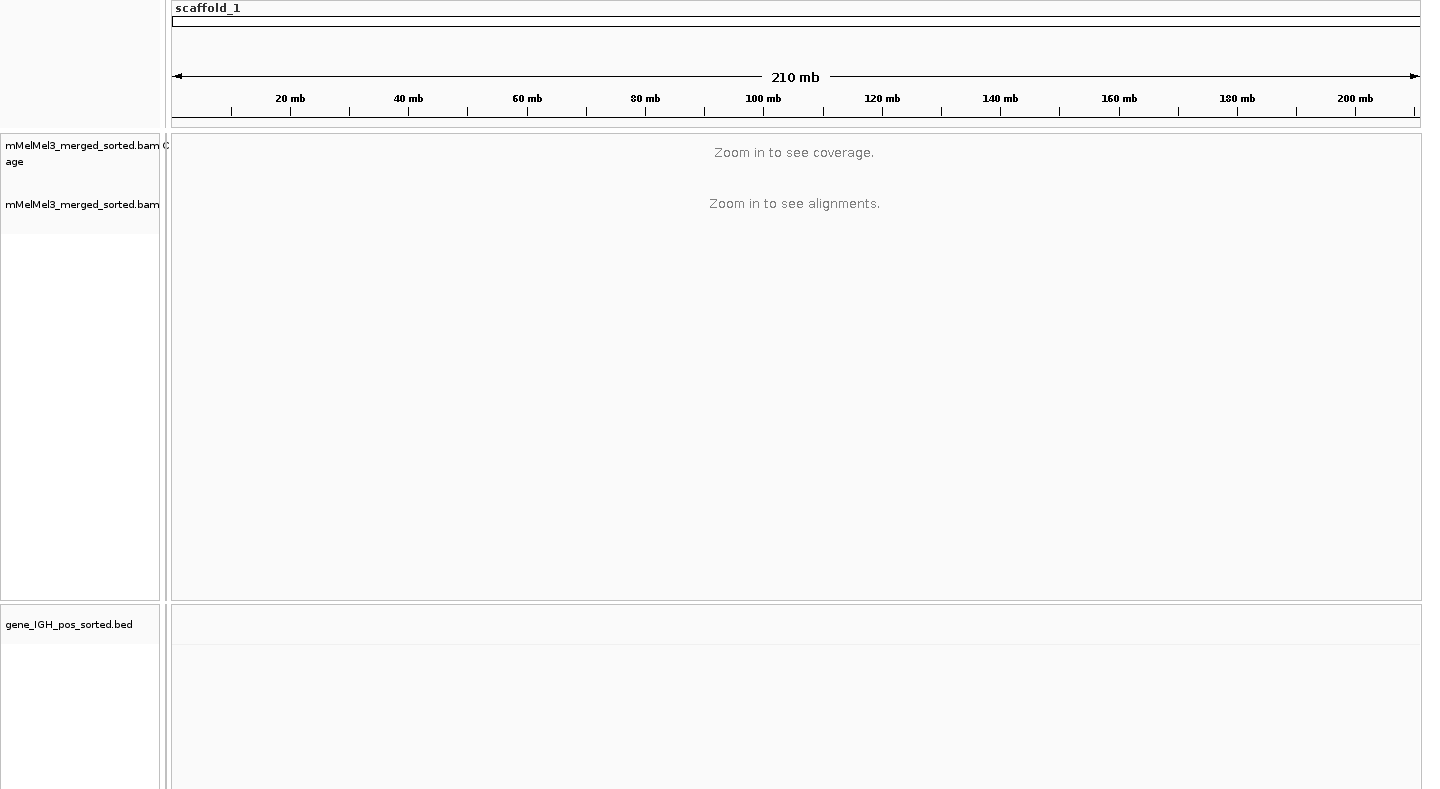 scaffold_1
210 mb
20 mb 40 mb 60 mb 80 mb 100 mb 120 mb 140 mb 160 mb 180 mb 200 mb
mMelMel3_merged_sorted.bam C
age
Zoom in to see coverage.
mMelMel3_merged_sorted.bam
Zoom in to see alignments.
gene_IGH_pos_sorted.bed